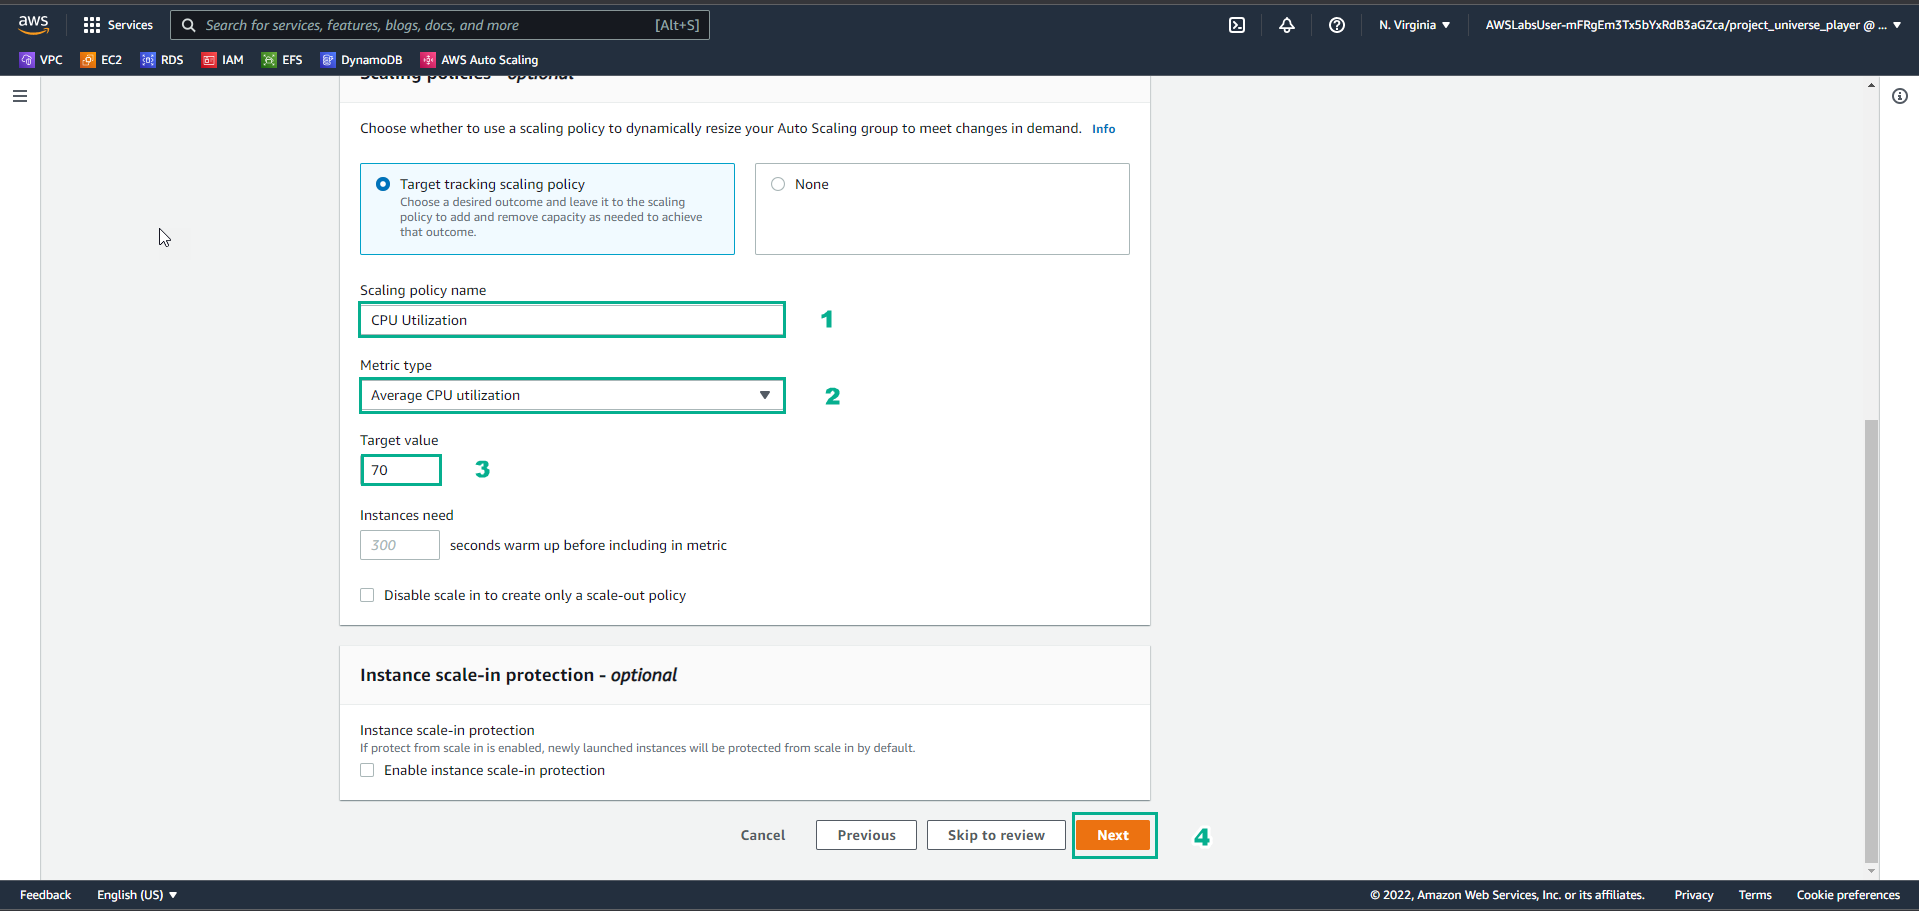 aws
Services
Search for services, features, blogs, docs, and more
[Alt+S]
N. Virginia
AWSLabsUser-mFRgEm3Tx5bYxRdB3aGZca/project_universe_player @ ...
VPC
EC2
RDS
IAM
EFS
DynamoDB
AWS Auto Scaling
Scaling policies - optional
Choose whether to use a scaling policy to dynamically resize your Auto Scaling group to meet changes in demand. Info
Target tracking scaling policy
Choose a desired outcome and leave it to the scaling
policy to add and remove capacity as needed to achieve
that outcome.
None
Scaling policy name
CPU Utilization
1
Metric type
Average CPU utilization
2
Target value
70
3
Instances need
300
seconds warm up before including in metric
Disable scale in to create only a scale-out policy
Instance scale-in protection - optional
Instance scale-in protection
If protect from scale in is enabled, newly launched instances will be protected from scale in by default.
Enable instance scale-in protection
Cancel
Previous
Skip to review
Next
4
Feedback
English (US)
© 2022, Amazon Web Services, Inc. or its affiliates.
Privacy
Terms
Cookie preferences